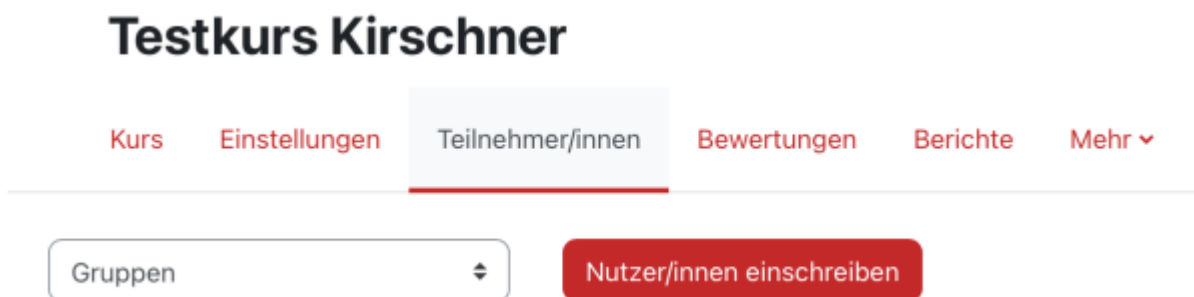 Testkurs Kirschner
Kurs Einstellungen Teilnehmer/innen Bewertungen Berichte Mehr
Gruppen Nutzer/innen einschreiben